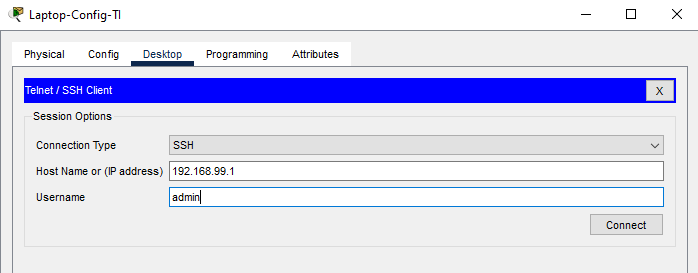 Laptop-Config-TI
Physical Config Desktop Programming Attributes
Telnet / SSH Client X
Session Options
Connection Type SSH
Host Name or (IP address) 192.168.99.1
Username admin
Connect